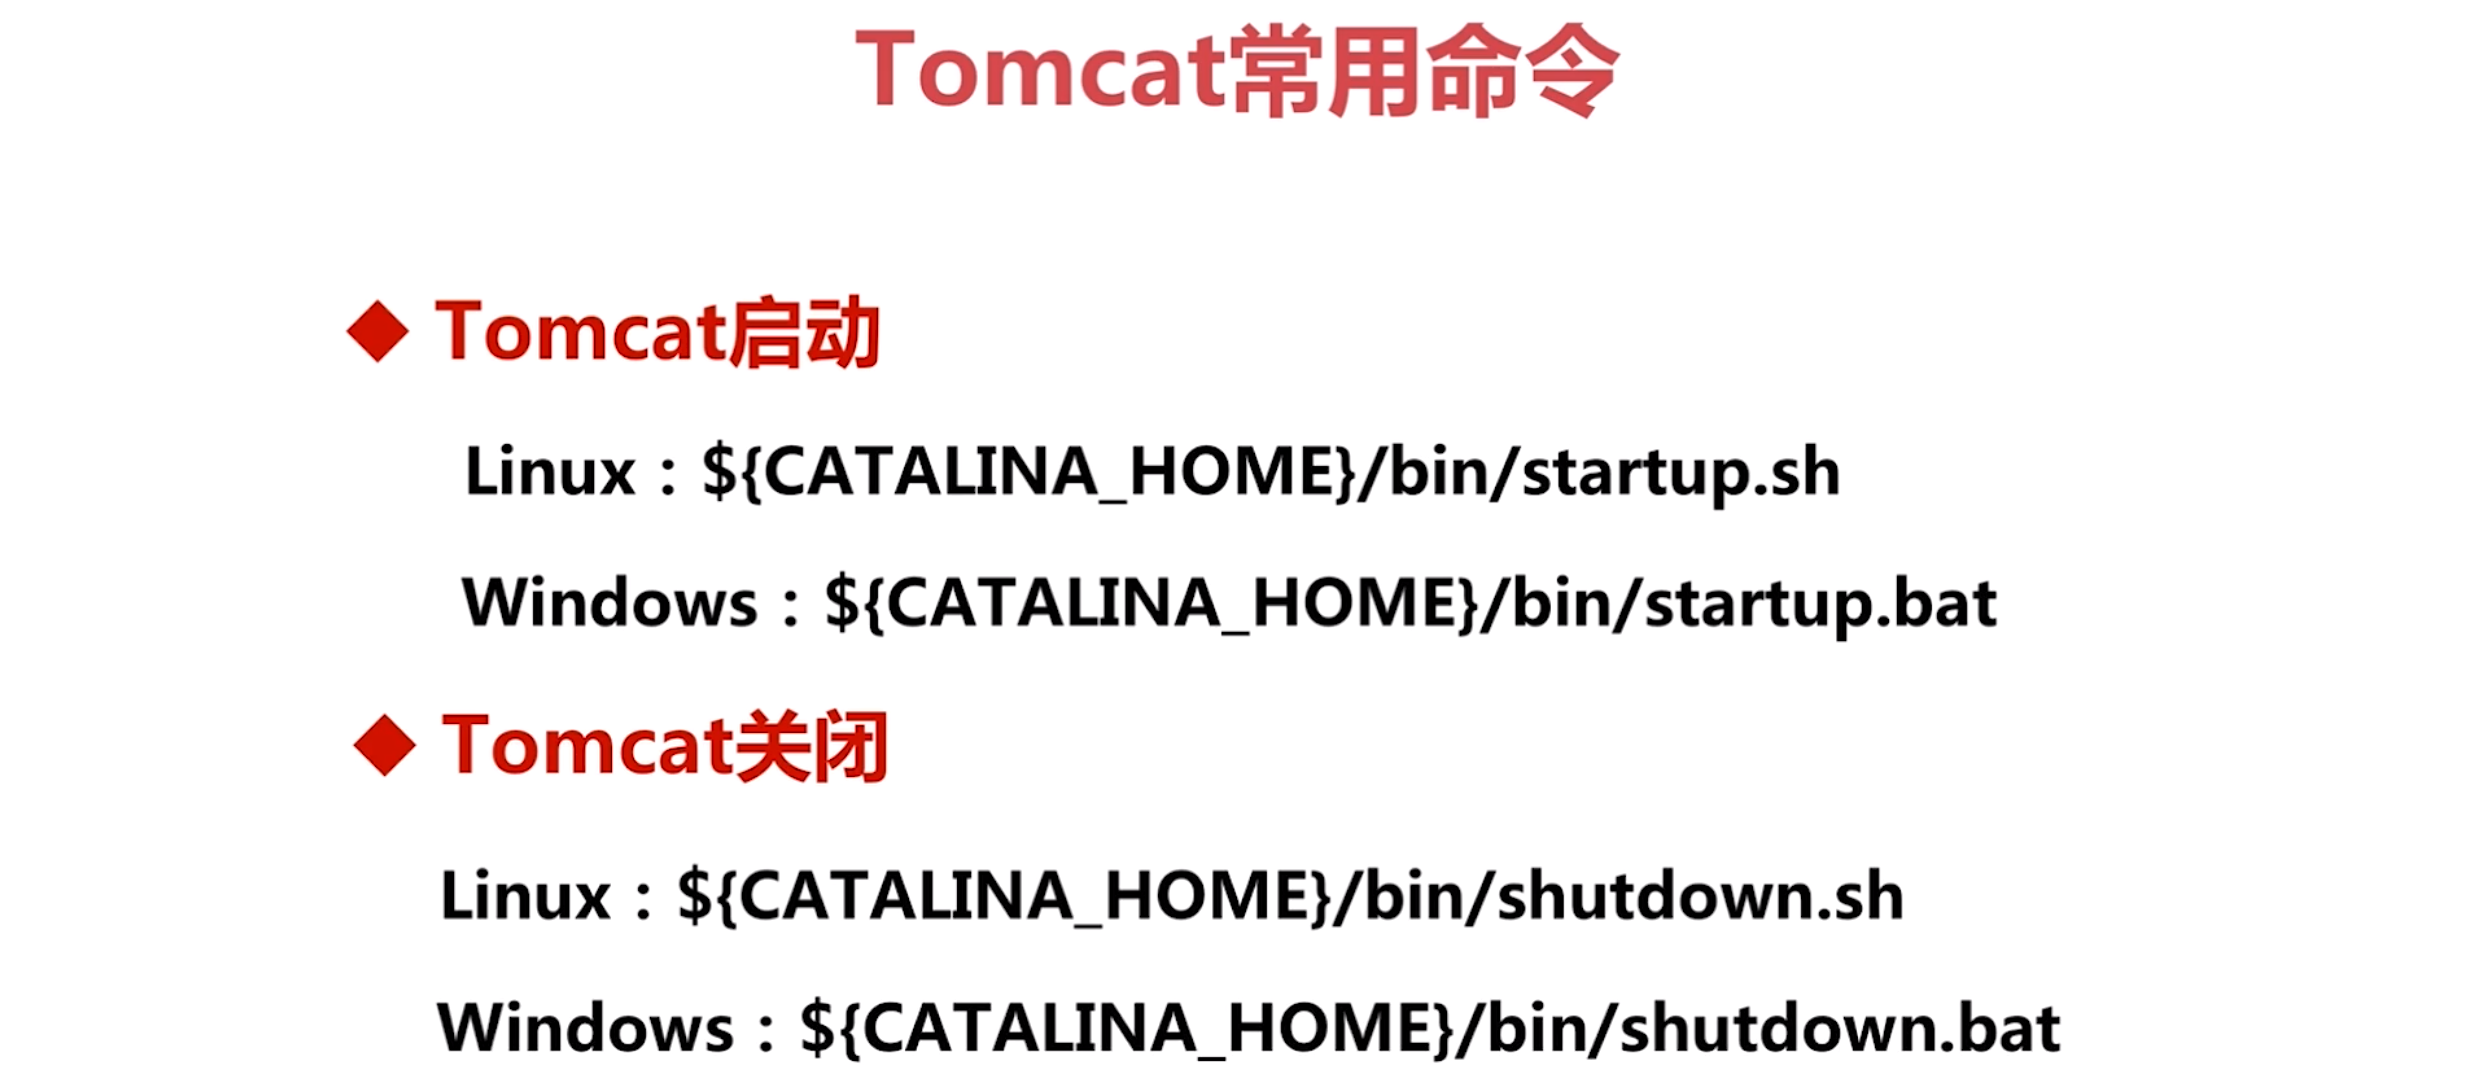 Tomcat常用命令
◆ Tomcat启动
Linux：${CATALINA_HOME}/bin/startup.sh
Windows：${CATALINA_HOME}/bin/startup.bat
◆ Tomcat关闭
Linux：${CATALINA_HOME}/bin/shutdown.sh
Windows：${CATALINA_HOME}/bin/shutdown.bat